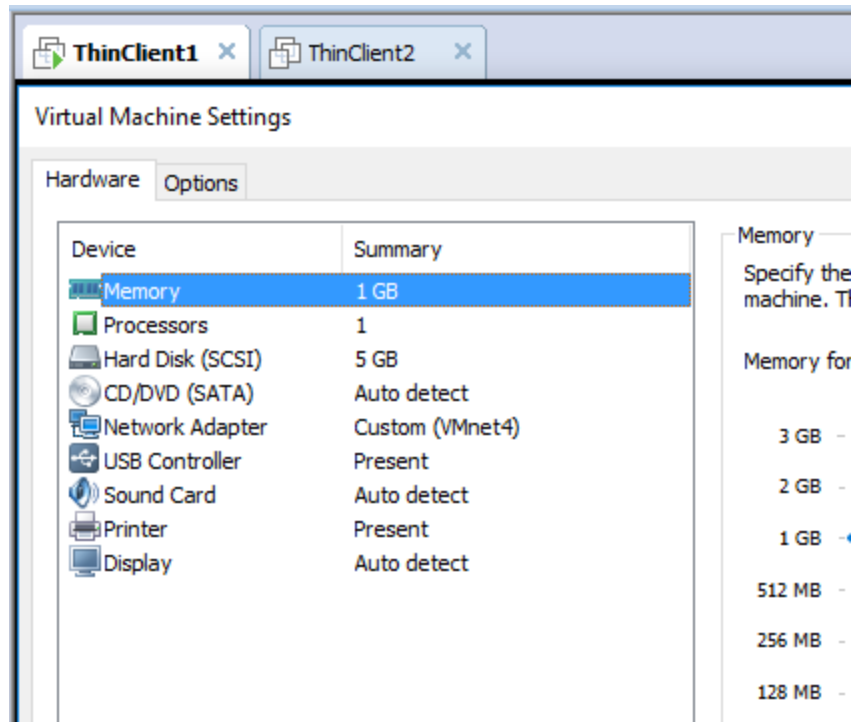 ThinClient1 ThinClient2
Virtual Machine Settings
Hardware Options
Device Summary
Memory 1 GB
Processors 1
Hard Disk (SCSI) 5 GB
CD/DVD (SATA) Auto detect
Network Adapter Custom (VMnet4)
USB Controller Present
Sound Card Auto detect
Printer Present
Display Auto detect
Memory
Specify the
machine. Th
Memory for
3 GB
2 GB
1 GB
512 MB
256 MB
128 MB